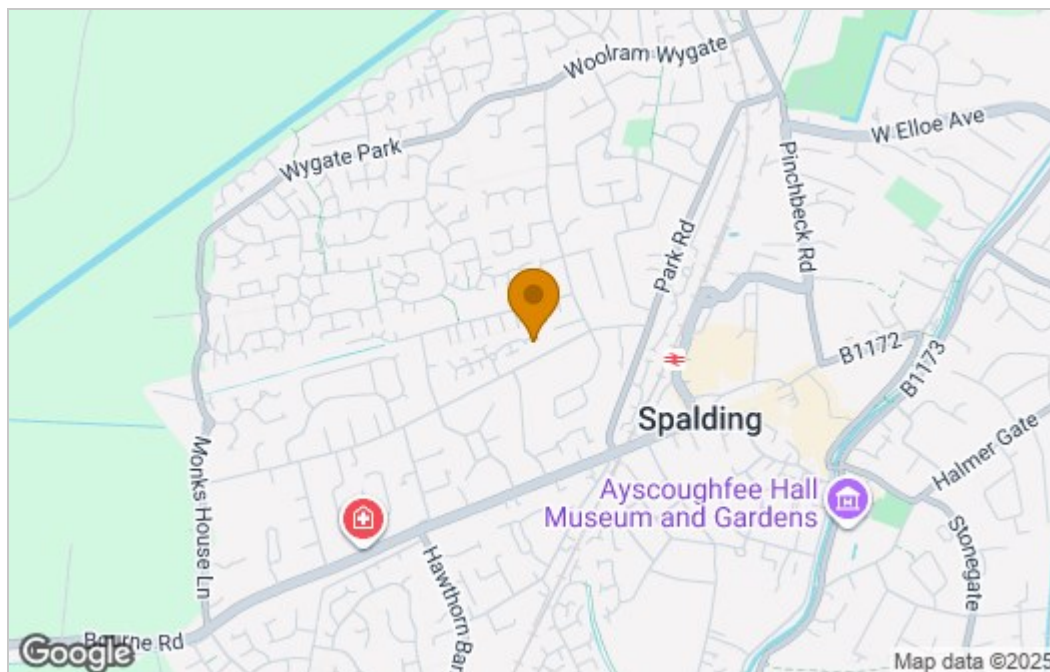 Woolram Wygate
W Elloe Ave
Wygate Park
Pinchbeck Rd
Park Rd
B1172
B1173
Spalding
Monks House Ln
Halmer Gate
Ayscoughfee Hall
Museum and Gardens
Stonegate
Hawthorn Ban
Bourne Rd
Google
Map data ©2025